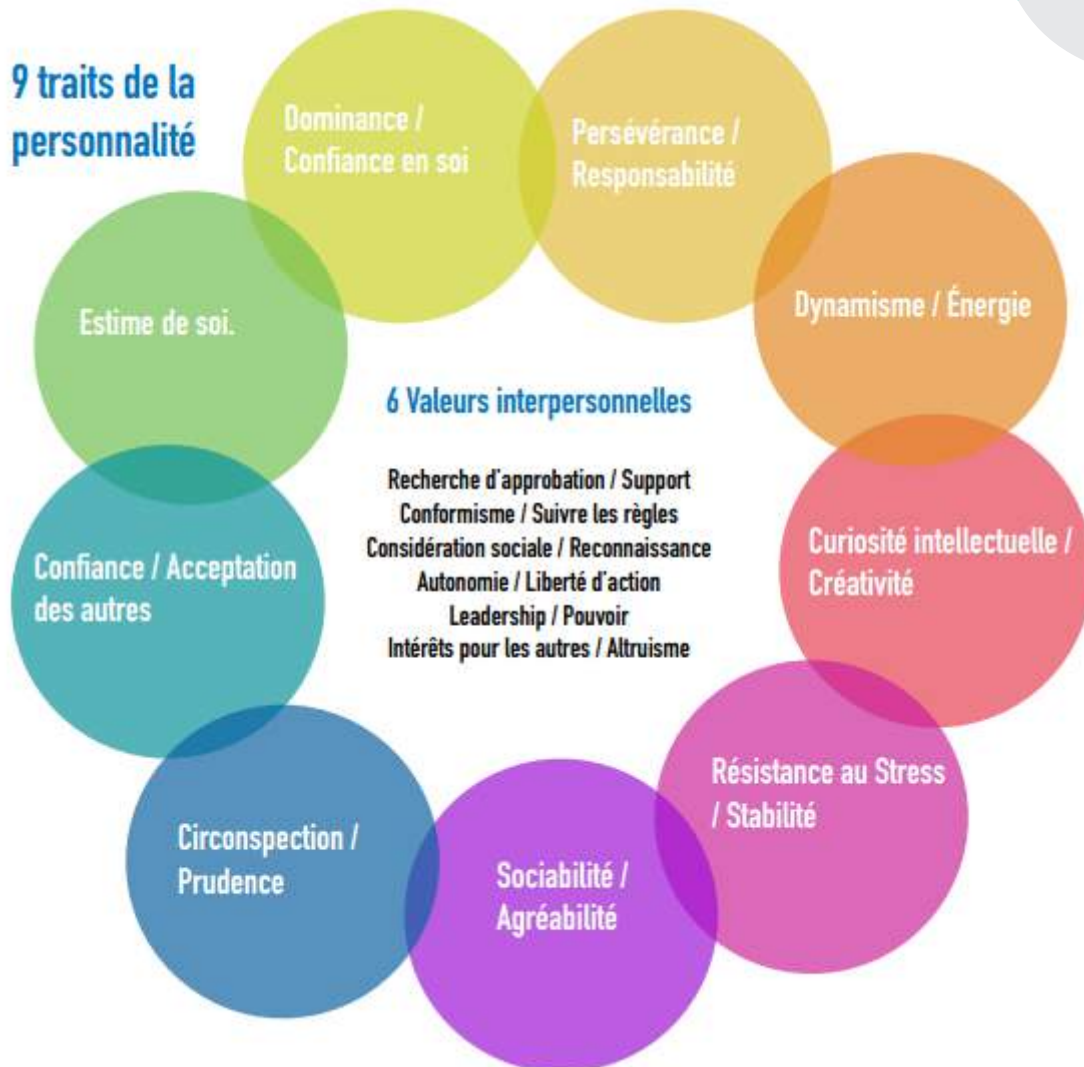 9 traits de la
personnalité
Dominance /
Confiance en soi
Persévérance /
Responsabilité
Dynamisme / Énergie
Curiosité intellectuelle /
Créativité
Résistance au Stress
/ Stabilité
Sociabilité /
Agréabilité
Circonspection /
Prudence
Confiance / Acceptation
des autres
Estime de soi.
6 Valeurs interpersonnelles
Recherche d'approbation / Support
Conformisme / Suivre les règles
Considération sociale / Reconnaissance
Autonomie / Liberté d'action
Leadership / Pouvoir
Intérêts pour les autres / Altruisme